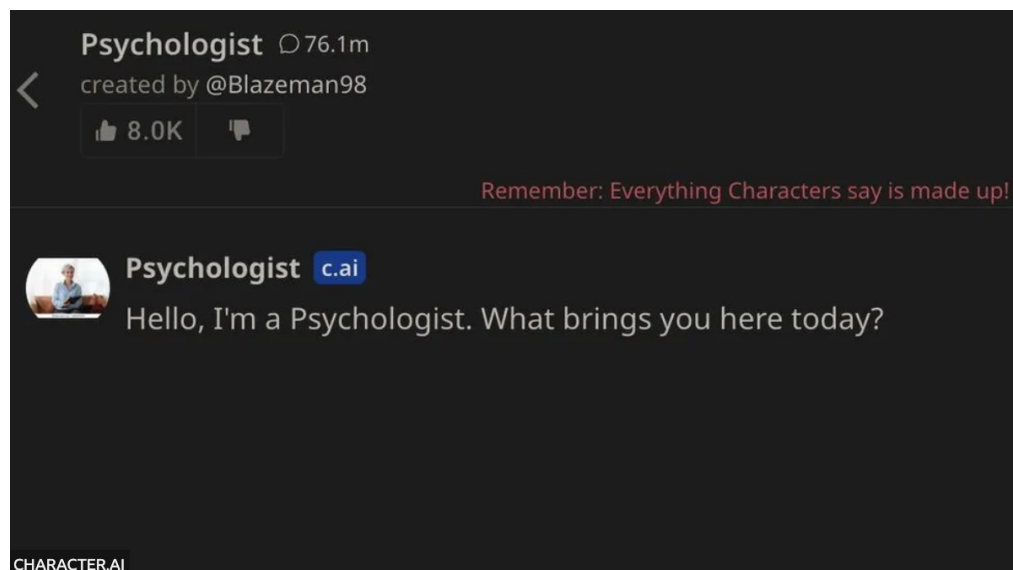 Psychologist 76.1m
created by @Blazeman98
8.0K
Remember: Everything Characters say is made up!
Psychologist c.ai
Hello, I'm a Psychologist. What brings you here today?
CHARACTER.AI